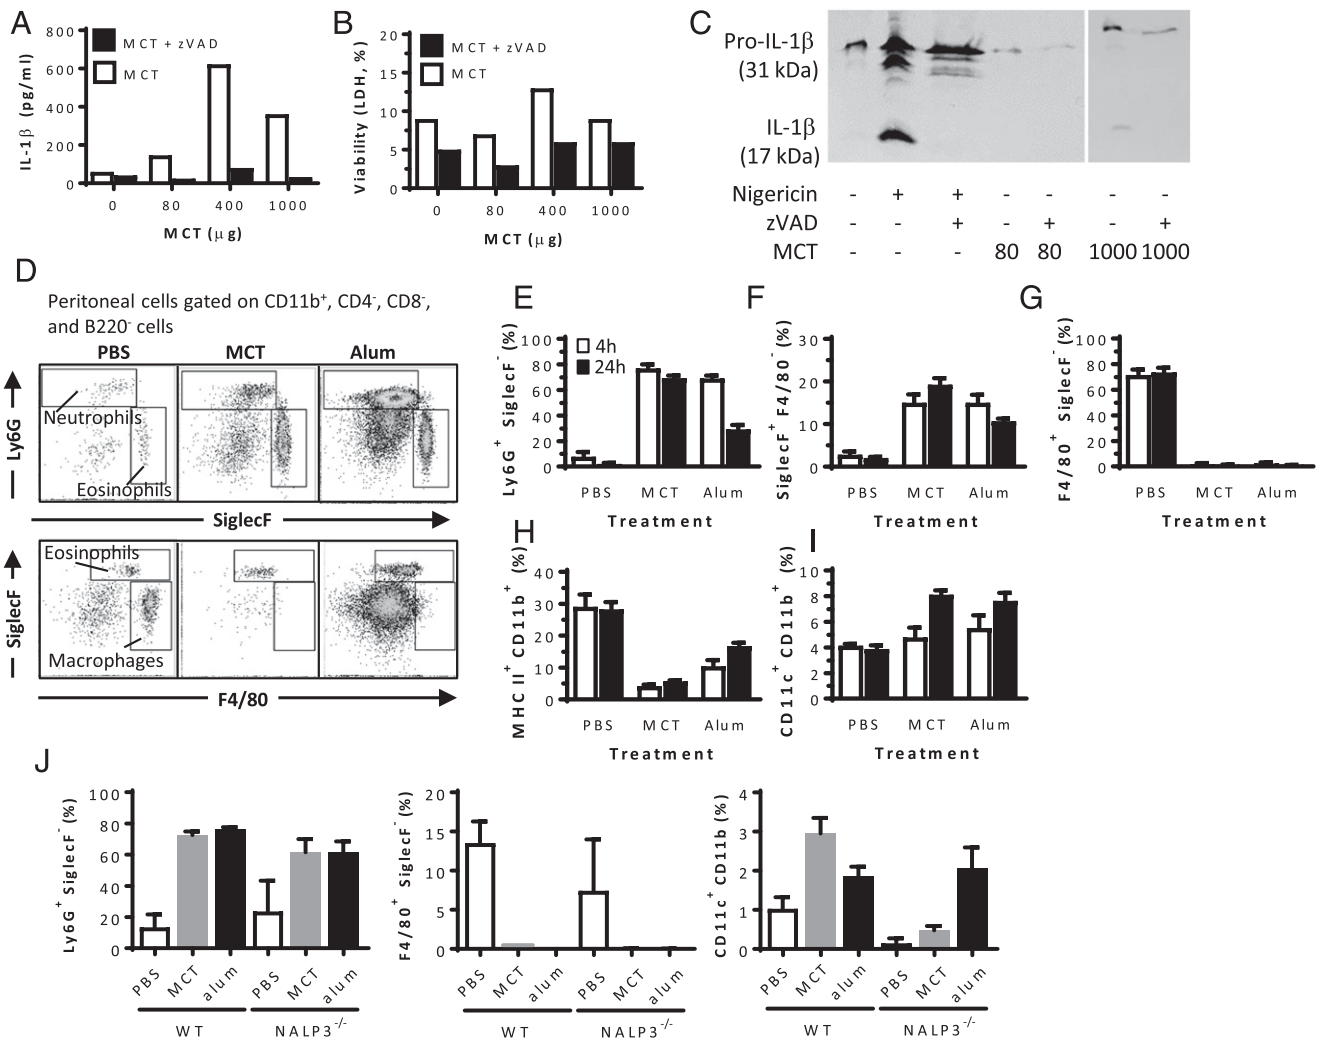 A
IL-1β (pg/ml)
800
600
400
200
0
MCT + zVAD
MCT
0 80 400 1000
MCT (μg)
B
Viability (LDH, %)
20
15
10
5
0
MCT + zVAD
MCT
0 80 400 1000
MCT (μg)
C
Pro-IL-1β
(31 kDa)
IL-1β
(17 kDa)
Nigericin - + + - - - -
zVAD - - + - + - +
MCT - - - 80 80 1000 1000
D
Peritoneal cells gated on CD11b+, CD4-, CD8-,
and B220- cells
PBS MCT Alum
Ly6G
Neutrophils
Eosinophils
SiglecF
SiglecF
Eosinophils
Macrophages
F4/80
E
Ly6G+ SiglecF- (%)
100
80
60
40
20
0
4h
24h
PBS MCT Alum
Treatment
F
SiglecF+ F4/80- (%)
30
20
10
0
PBS MCT Alum
Treatment
G
F4/80+ SiglecF- (%)
100
80
60
40
20
0
PBS MCT Alum
Treatment
H
MHC II+ CD11b+ (%)
40
30
20
10
0
PBS MCT Alum
Treatment
I
CD11c+ CD11b+ (%)
10
8
6
4
2
0
PBS MCT Alum
Treatment
J
Ly6G+ SiglecF- (%)
100
80
60
40
20
0
PBS MCT alum PBS MCT alum
WT NALP3-/-
F4/80+ SiglecF- (%)
20
15
10
5
0
PBS MCT alum PBS MCT alum
WT NALP3-/-
CD11c+ CD11b (%)
4
3
2
1
0
PBS MCT alum PBS MCT alum
WT NALP3-/-